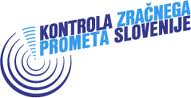 KONTROLA ZRAČNEGA
PROMETA SLOVENIJE